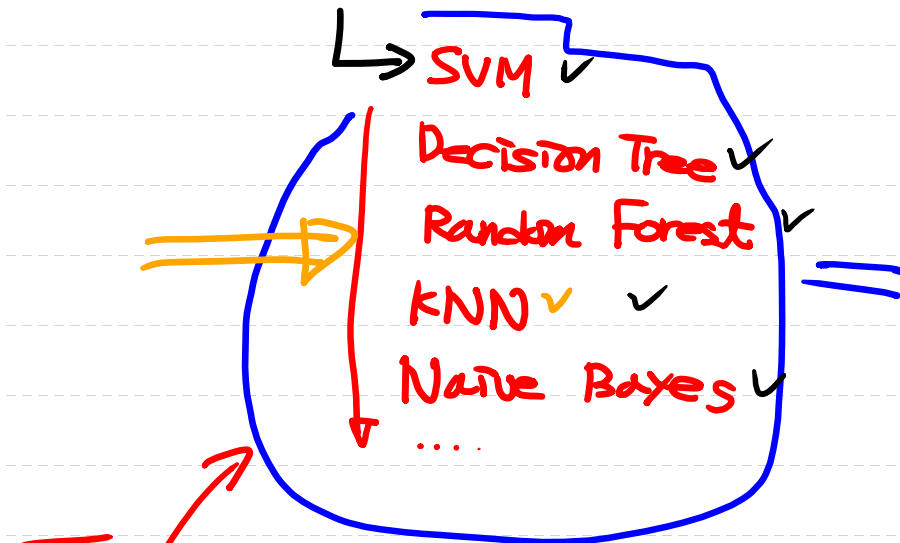 SVM
Decision Tree
Random Forest
KNN
Naive Bayes
....